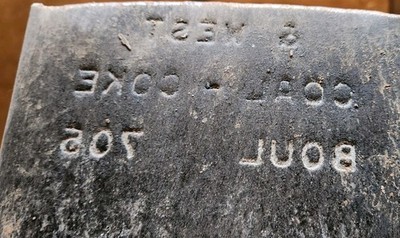 & WEST
COAL - COKE
BOUL 705